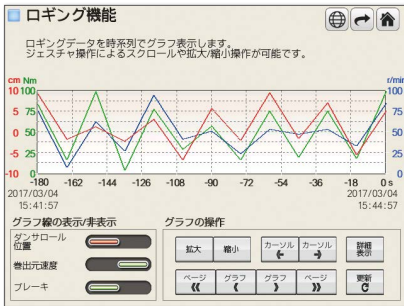 ロギング機能
ロギングデータを時系列でグラフ表示します。
ジェスチャ操作によるスクロールや拡大/縮小操作が可能です。
cm Nm r/min
10 100 100
5 75 75
0 50 50
-5 25 25
-10 0 0
-180 -162 -144 -126 -108 -90 -72 -54 -36 -18 0 s
2017/03/04 2017/03/04
15:41:57 15:44:57
グラフ線の表示/非表示
グラフの操作
ダンサロール
位置
巻出元速度
ブレーキ
拡大 縮小 カーソル カーソル 詳細
表示
ページ グラフ グラフ ページ 更新